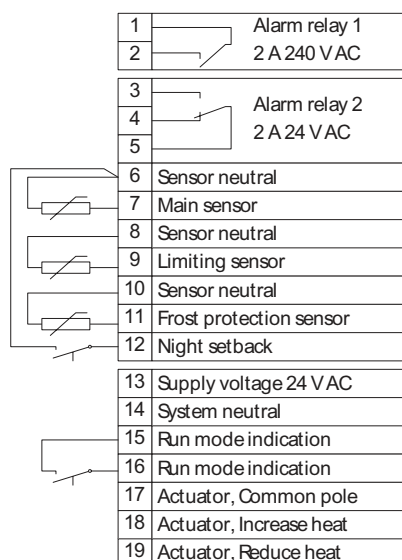 1 Alarm relay 1
2 2 A 240 V AC
3
4 Alarm relay 2
5 2 A 24 V AC
6 Sensor neutral
7 Main sensor
8 Sensor neutral
9 Limiting sensor
10 Sensor neutral
11 Frost protection sensor
12 Night setback
13 Supply voltage 24 V AC
14 System neutral
15 Run mode indication
16 Run mode indication
17 Actuator, Common pole
18 Actuator, Increase heat
19 Actuator, Reduce heat